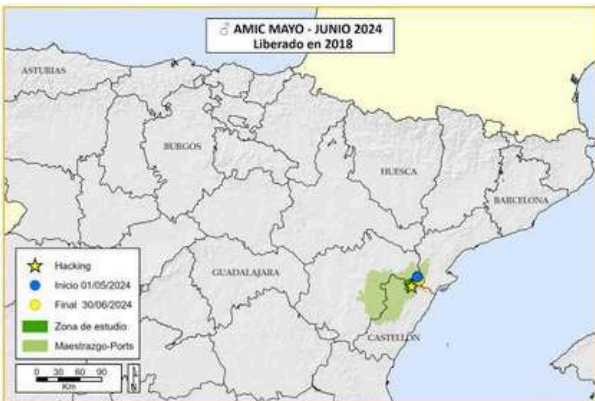 ♂ AMIC MAYO - JUNIO 2024
Liberado en 2018
ASTURIAS
BURGOS
HUESCA
BARCELONA
GUADALAJARA
CASTELLÓN
Hacking
Inicio 01/05/2024
Final 30/06/2024
Zona de estudio
Maestrazgo-Ports
0 30 60 90
Km